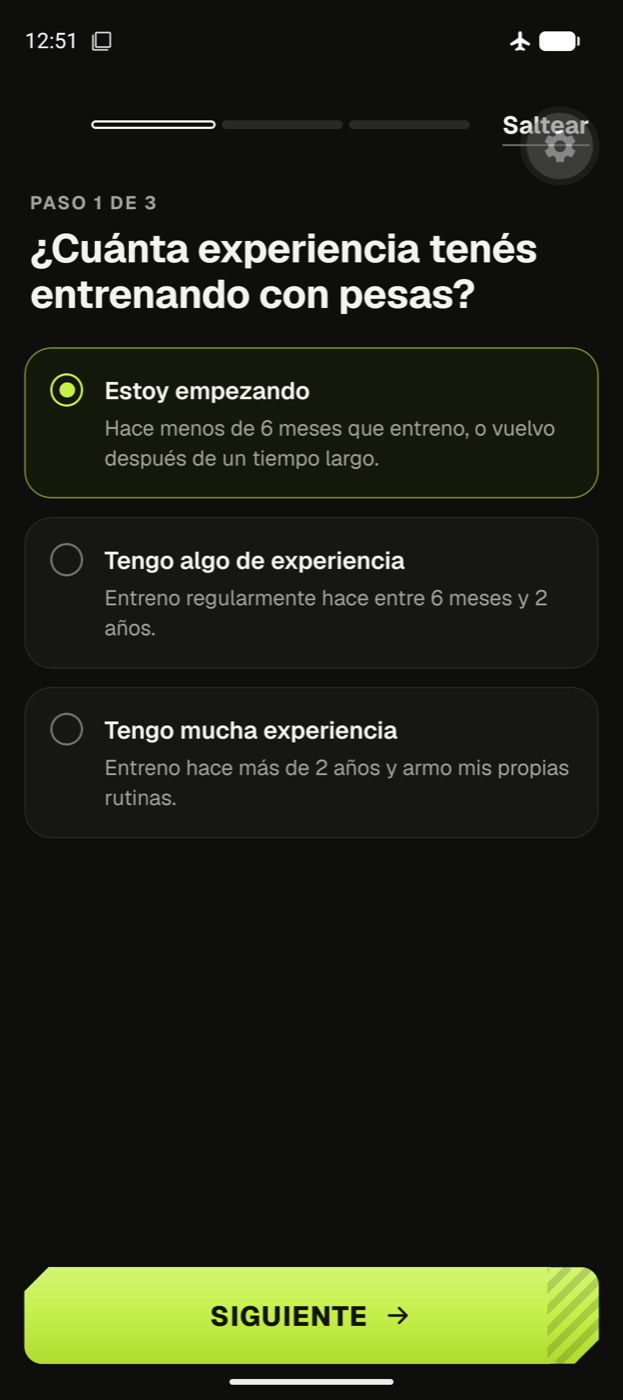 12:51
Saltear
PASO 1 DE 3
¿Cuánta experiencia tenés
entrenando con pesas?
Estoy empezando
Hace menos de 6 meses que entreno, o vuelvo
después de un tiempo largo.
Tengo algo de experiencia
Entreno regularmente hace entre 6 meses y 2
años.
Tengo mucha experiencia
Entreno hace más de 2 años y armo mis propias
rutinas.
SIGUIENTE →